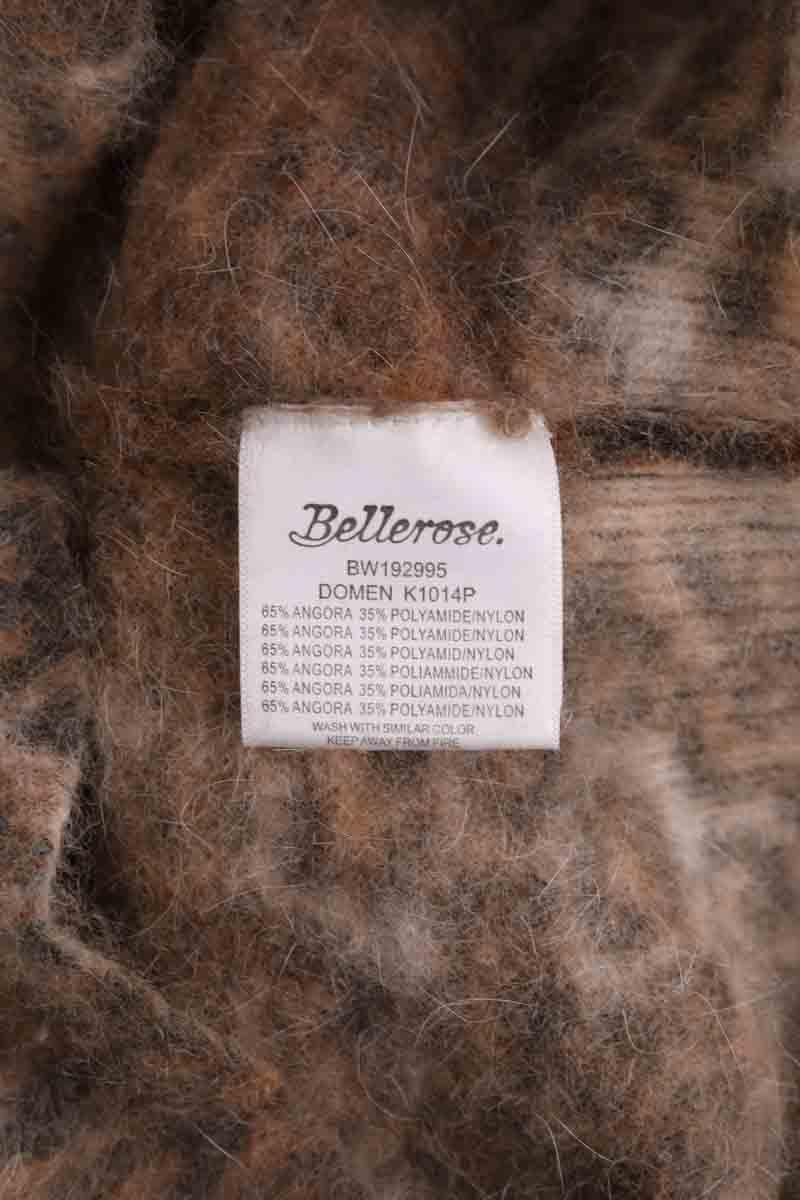 Bellerose.
BW192995
DOMEN K1014P
65% ANGORA 35% POLYAMIDE/NYLON
65% ANGORA 35% POLYAMIDE/NYLON
65% ANGORA 35% POLYAMID/NYLON
65% ANGORA 35% POLIAMMIDE/NYLON
65% ANGORA 35% POLIAMIDA/NYLON
65% ANGORA 35% POLYAMIDE/NYLON
WASH WITH SIMILAR COLOR
KEEP AWAY FROM FIRE